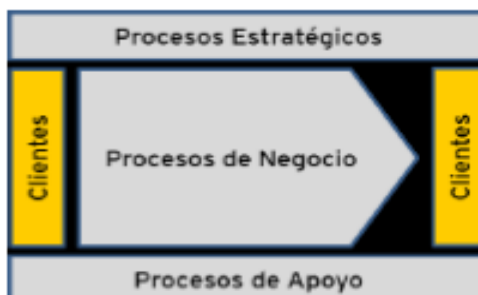 Procesos Estratégicos
Clientes
Procesos de Negocio
Clientes
Procesos de Apoyo